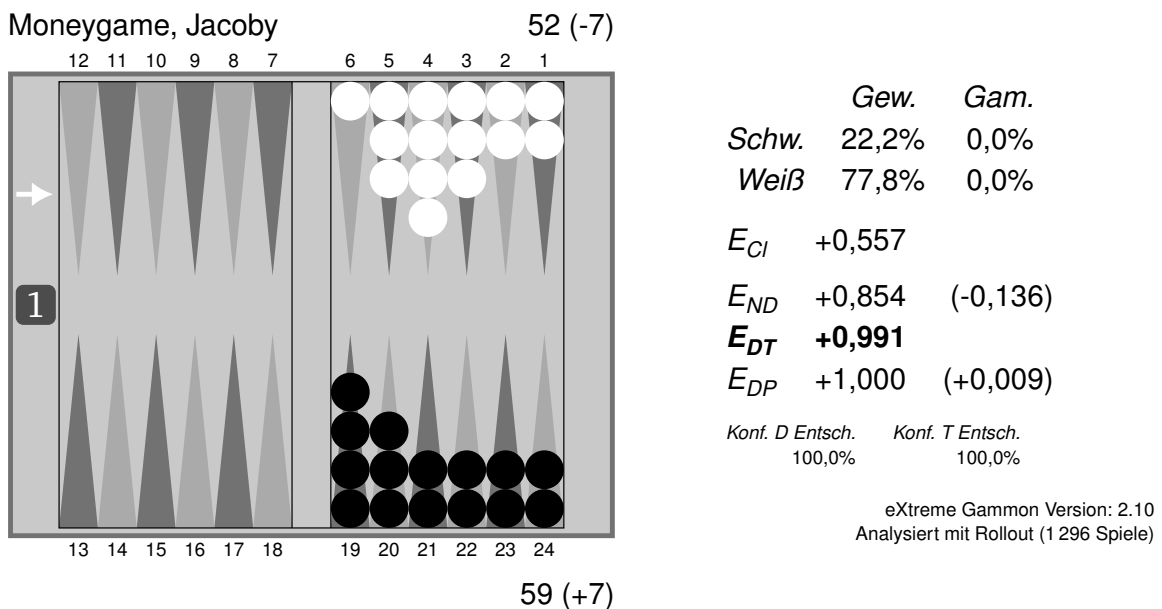 Moneygame, Jacoby 52 (-7)
12 11 10 9 8 7 6 5 4 3 2 1
1
13 14 15 16 17 18 19 20 21 22 23 24
59 (+7)
Gew. Gam.
Schw. 22,2% 0,0%
Weiß 77,8% 0,0%
E_Cl +0,557
E_ND +0,854 (-0,136)
E_DT +0,991
E_DP +1,000 (+0,009)
Konf. D Entsch. Konf. T Entsch.
100,0% 100,0%
eXtreme Gammon Version: 2.10
Analysiert mit Rollout (1 296 Spiele)